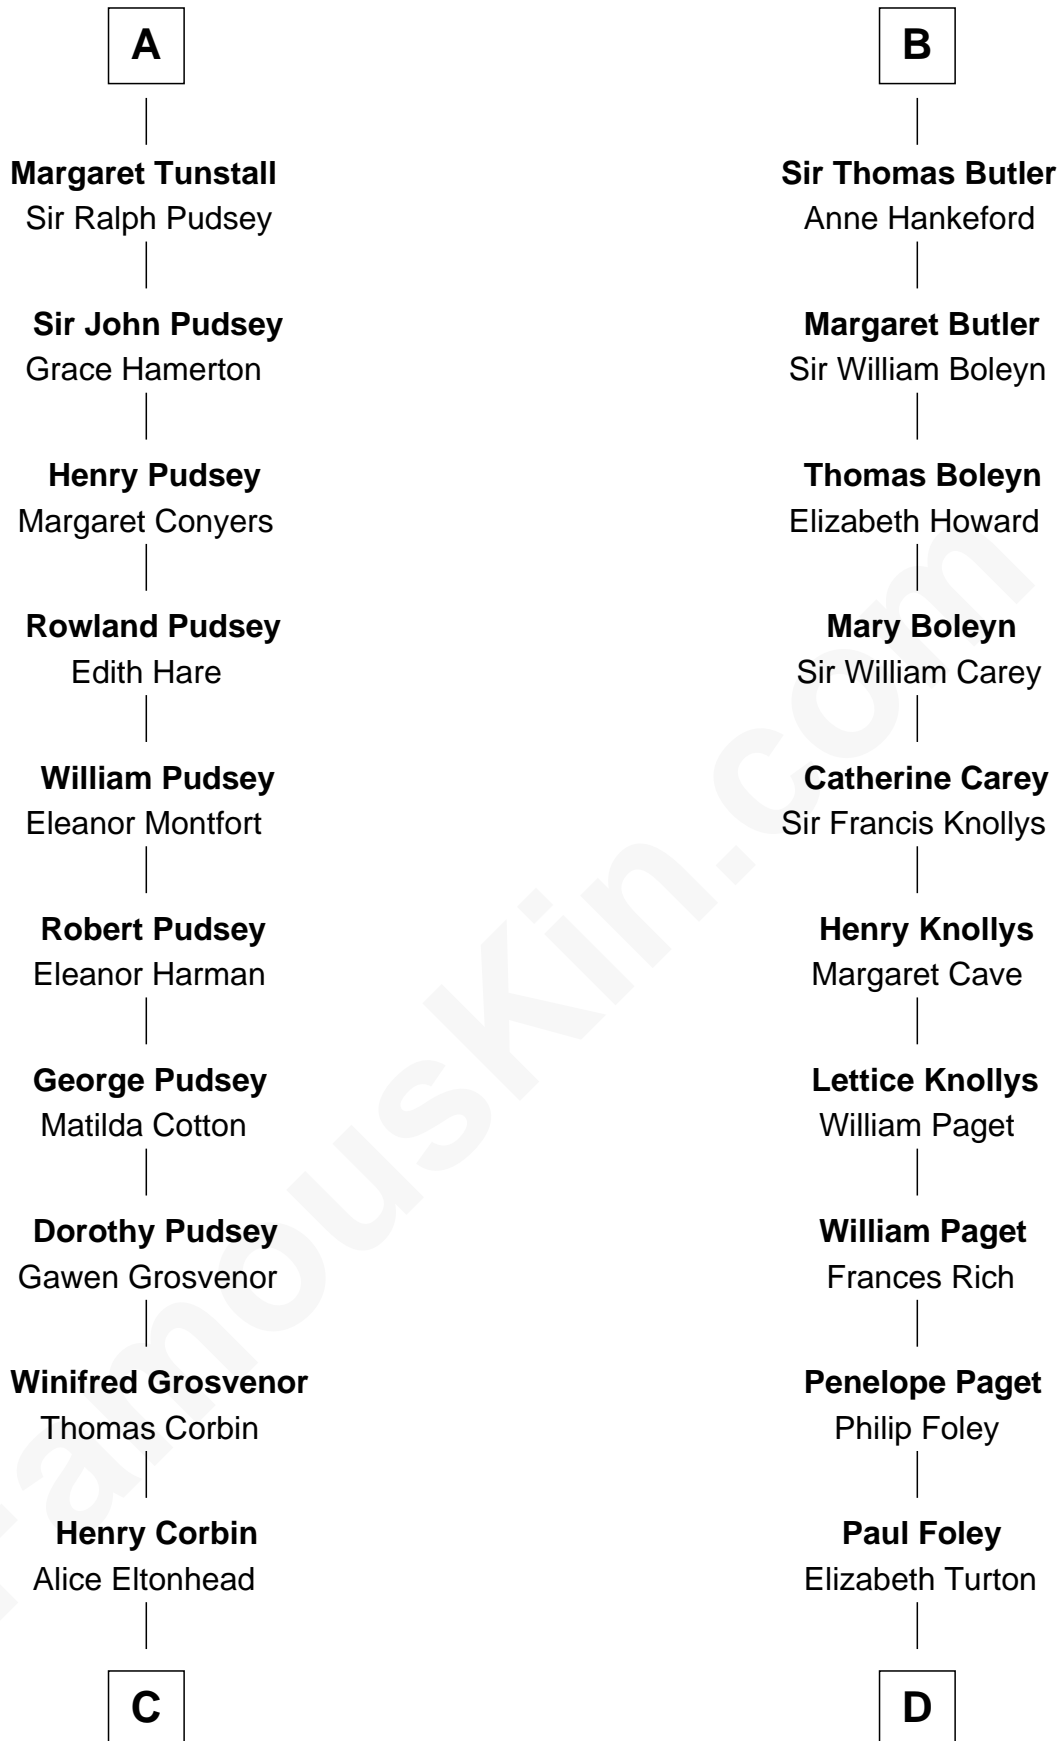 A
Margaret Tunstall
Sir Ralph Pudsey
Sir John Pudsey
Grace Hamerton
Henry Pudsey
Margaret Conyers
Rowland Pudsey
Edith Hare
William Pudsey
Eleanor Montfort
Robert Pudsey
Eleanor Harman
George Pudsey
Matilda Cotton
Dorothy Pudsey
Gawen Grosvenor
Winifred Grosvenor
Thomas Corbin
Henry Corbin
Alice Eltonhead
C
B
Sir Thomas Butler
Anne Hankeford
Margaret Butler
Sir William Boleyn
Thomas Boleyn
Elizabeth Howard
Mary Boleyn
Sir William Carey
Catherine Carey
Sir Francis Knollys
Henry Knollys
Margaret Cave
Lettice Knollys
William Paget
William Paget
Frances Rich
Penelope Paget
Philip Foley
Paul Foley
Elizabeth Turton
D
FamousKin.com